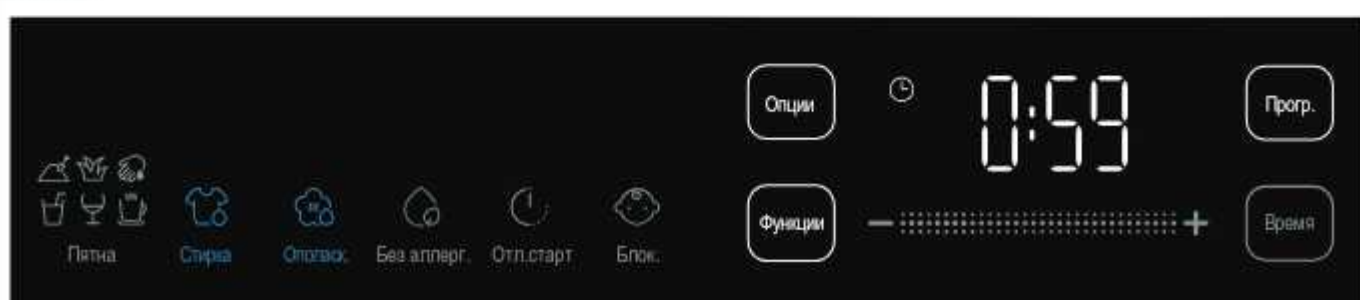 Опции
0:59
Прогр.
Функции
Время
Пятна
Стирка
Ополаск.
Без аллерг.
Отл.старт
Блок.